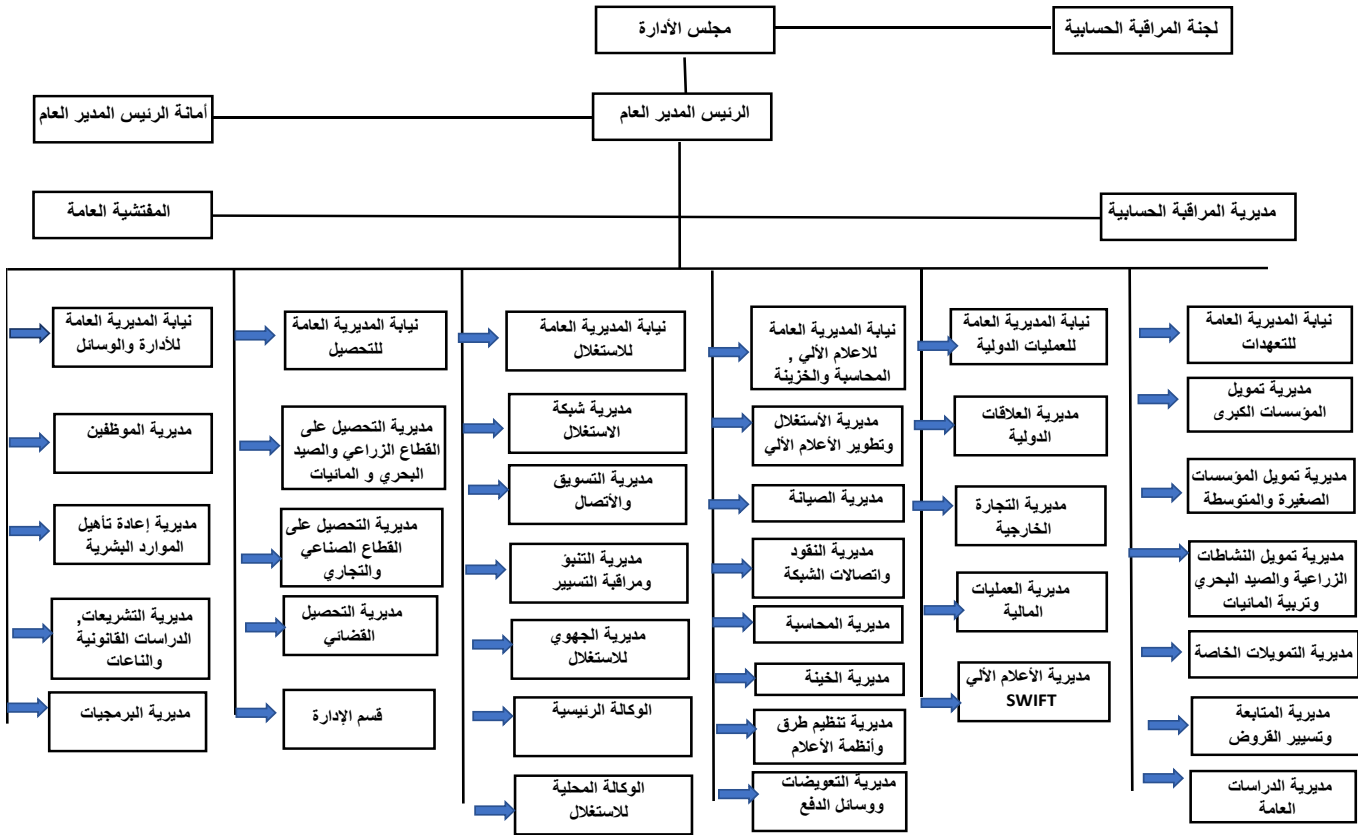 مجلس الأدارة
لجنة المراقبة الحسابية
الرئيس المدير العام
أمانة الرئيس المدير العام
مديرية المراقبة الحسابية
المفتشية العامة
نيابة المديرية العامة
للتعهدات
مديرية تمويل
المؤسسات الكبرى
مديرية تمويل المؤسسات
الصغيرة والمتوسطة
مديرية تمويل النشاطات
الزراعية والصيد البحري
وتربية المائيات
مديرية التمويلات الخاصة
مديرية المتابعة
وتسيير القروض
مديرية الدراسات
العامة
نيابة المديرية العامة
للعمليات الدولية
مديرية العلاقات
الدولية
مديرية التجارة
الخارجية
مديرية العمليات
المالية
مديرية الأعلام الألي
SWIFT
نيابة المديرية العامة
للاعلام الألي ,
المحاسبة والخزينة
مديرية الأستغلال
وتطوير الأعلام الألي
مديرية الصيانة
مديرية النقود
واتصالات الشبكة
مديرية المحاسبة
مديرية الخينة
مديرية تنظيم طرق
وأنظمة الأعلام
مديرية التعويضات
ووسائل الدفع
نيابة المديرية العامة
للاستغلال
مديرية شبكة
الاستغلال
مديرية التسويق
والأتصال
مديرية التنبؤ
ومراقبة التسيير
مديرية الجهوي
للاستغلال
الوكالة الرئيسية
الوكالة المحلية
للاستغلال
نيابة المديرية العامة
للتحصيل
مديرية التحصيل على
القطاع الزراعي والصيد
البحري و المائيات
مديرية التحصيل على
القطاع الصناعي
والتجاري
مديرية التحصيل
القضائي
قسم الإدارة
نيابة المديرية العامة
للأدارة والوسائل
مديرية الموظفين
مديرية إعادة تأهيل
الموارد البشرية
مديرية التشريعات,
الدراسات القانونية
والناعات
مديرية البرمجيات